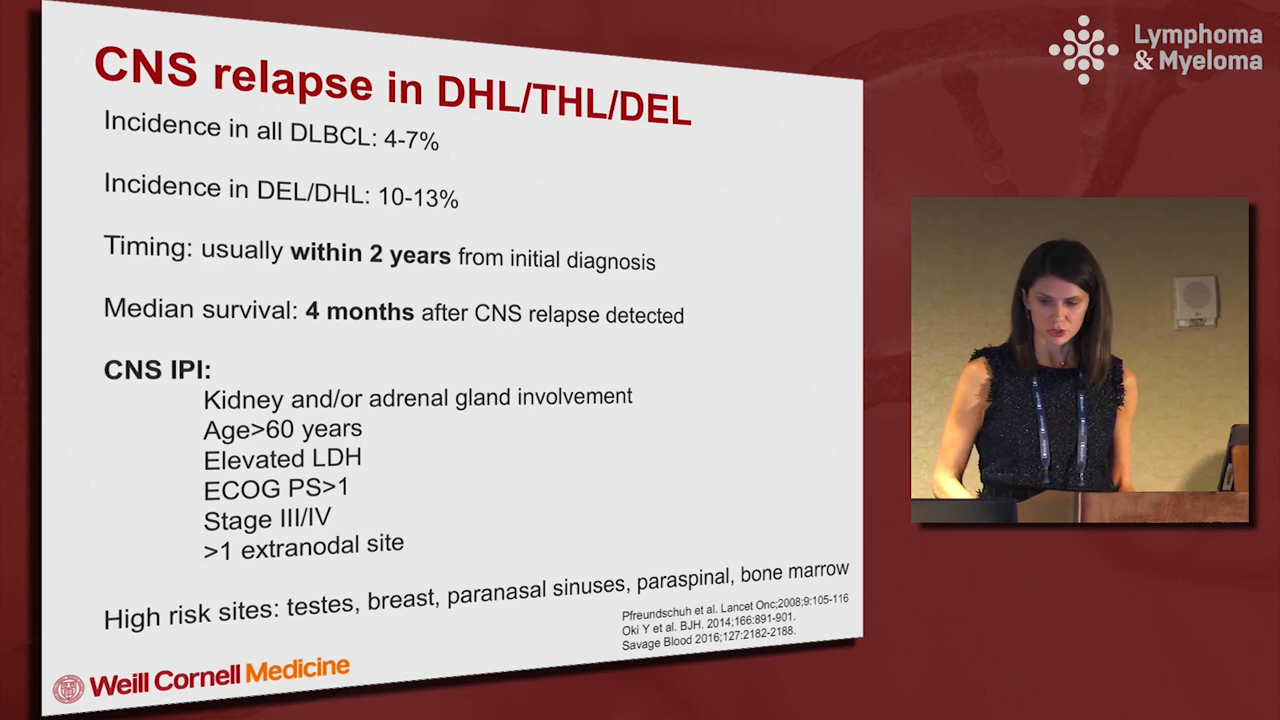 CNS relapse in DHL/THL/DEL
Incidence in all DLBCL: 4-7%
Incidence in DEL/DHL: 10-13%
Timing: usually within 2 years from initial diagnosis
Median survival: 4 months after CNS relapse detected
CNS IPI:
Kidney and/or adrenal gland involvement
Age>60 years
Elevated LDH
ECOG PS>1
Stage III/IV
>1 extranodal site
High risk sites: testes, breast, paranasal sinuses, paraspinal, bone marrow
Pfreundschuh et al. Lancet Onc;2008;9:105-116
Oki Y et al. BJH. 2014;166:891-901.
Savage Blood 2016;127:2182-2188.
Weill Cornell Medicine
Lymphoma
& Myeloma